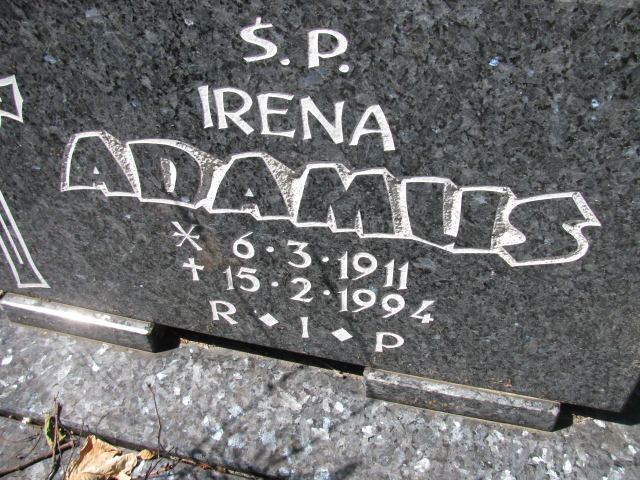 Ś. P.
IRENA
ADAMUS
* 6·3·1911
✝ 15·2·1994
R◆I◆P